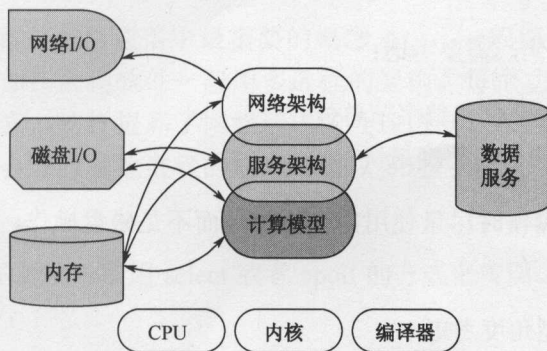 网络I/O
网络架构
磁盘I/O
服务架构
数据
服务
计算模型
内存
CPU
内核
编译器